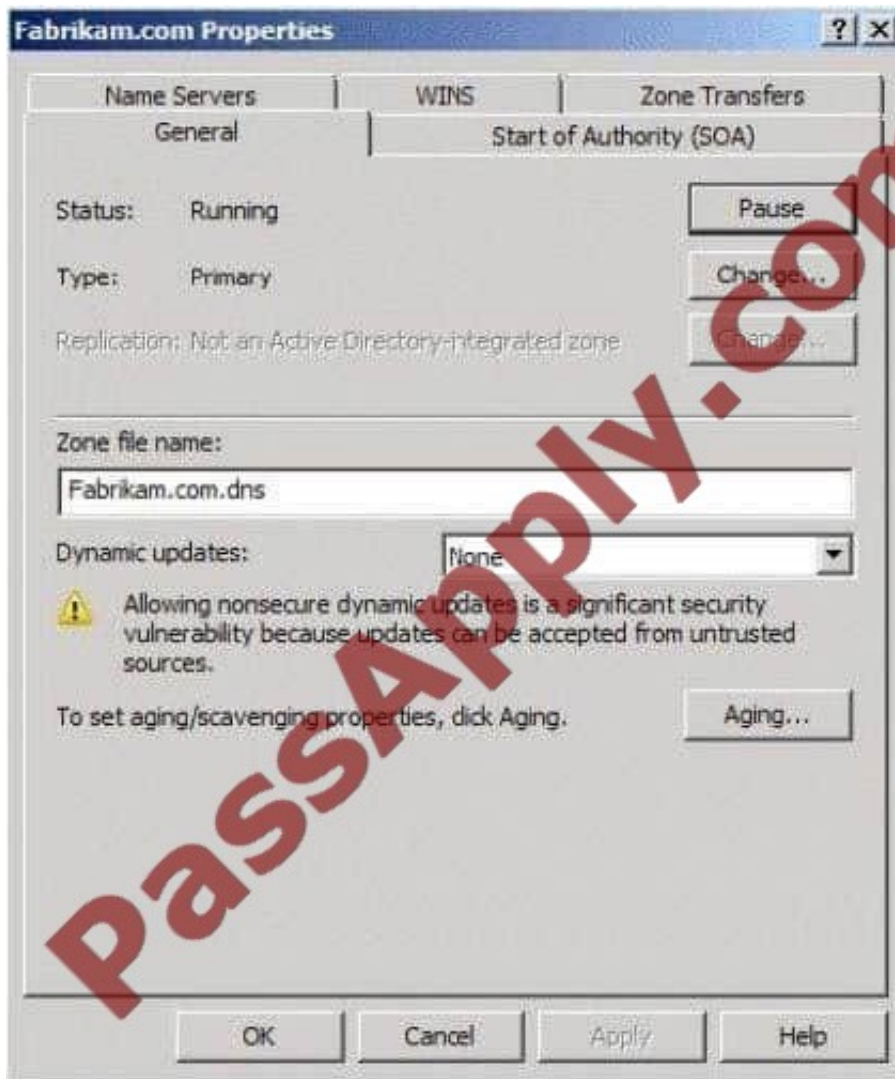 Fabrikam.com Properties
Name Servers WINS Zone Transfers
General Start of Authority (SOA)
Status: Running Pause
Type: Primary Change...
Replication: Not an Active Directory-integrated zone Change...
Zone file name:
Fabrikam.com.dns
Dynamic updates: None
Allowing nonsecure dynamic updates is a significant security
vulnerability because updates can be accepted from untrusted
sources.
To set aging/scavenging properties, click Aging. Aging...
OK Cancel Apply Help
PassApply.com